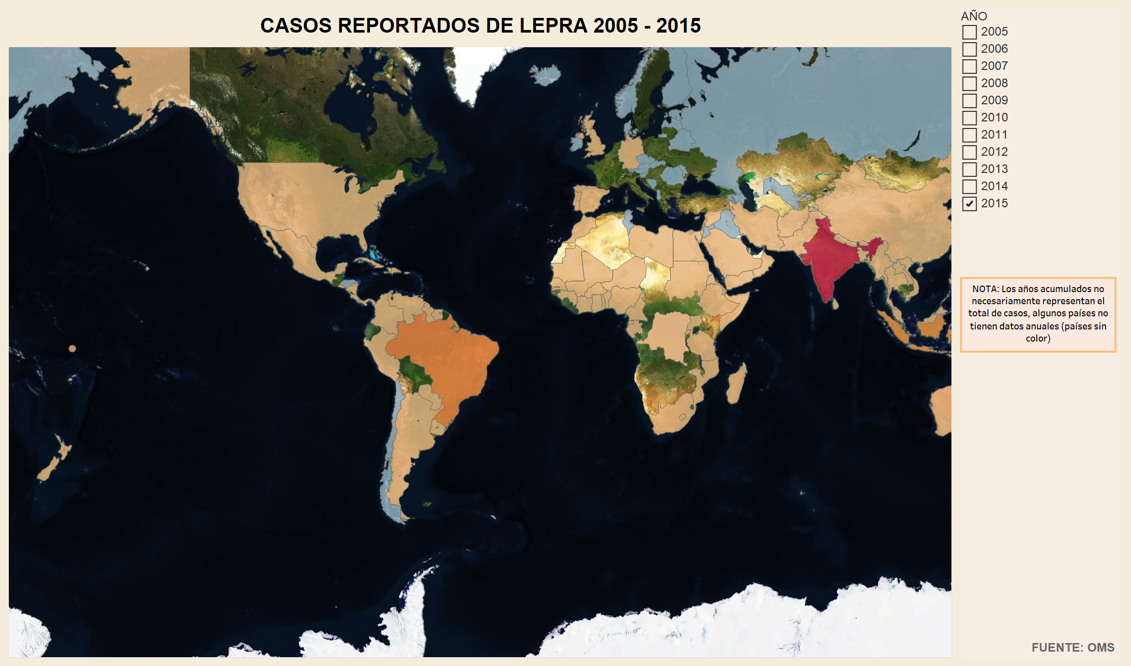 CASOS REPORTADOS DE LEPRA 2005 - 2015
AÑO
2005
2006
2007
2008
2009
2010
2011
2012
2013
2014
2015
NOTA: Los años acumulados no
necesariamente representan el
total de casos, algunos países no
tienen datos anuales (países sin
color)
FUENTE: OMS